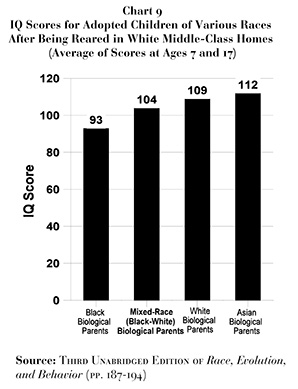 Chart 9
IQ Scores for Adopted Children of Various Races
After Being Reared in White Middle-Class Homes
(Average of Scores at Ages 7 and 17)
IQ Score
120
100
80
60
40
20
0
93
104
109
112
Black
Biological
Parents
Mixed-Race
(Black-White)
Biological Parents
White
Biological
Parents
Asian
Biological
Parents
Source: Third Unabridged Edition of Race, Evolution,
and Behavior (pp. 187-194)